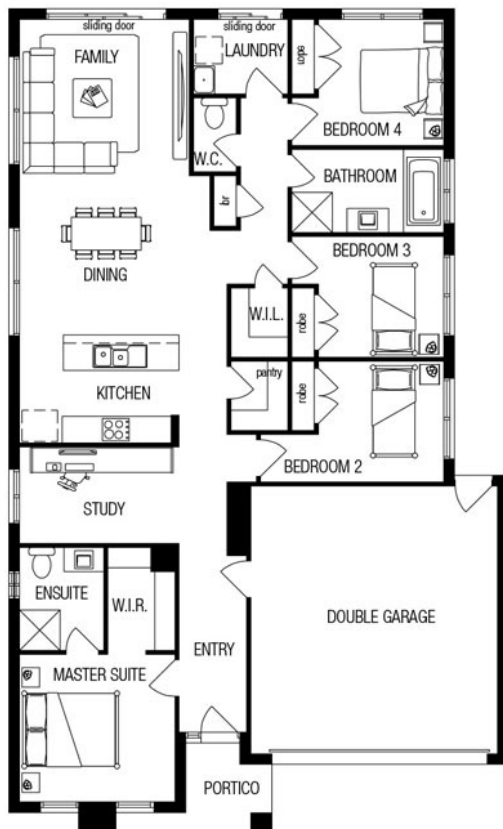 sliding door
sliding door
FAMILY
LAUNDRY
robe
BEDROOM 4
W.C.
BATHROOM
br
DINING
BEDROOM 3
W.I.L.
robe
KITCHEN
pantry
robe
BEDROOM 2
STUDY
ENSUITE
W.I.R.
DOUBLE GARAGE
ENTRY
MASTER SUITE
PORTICO